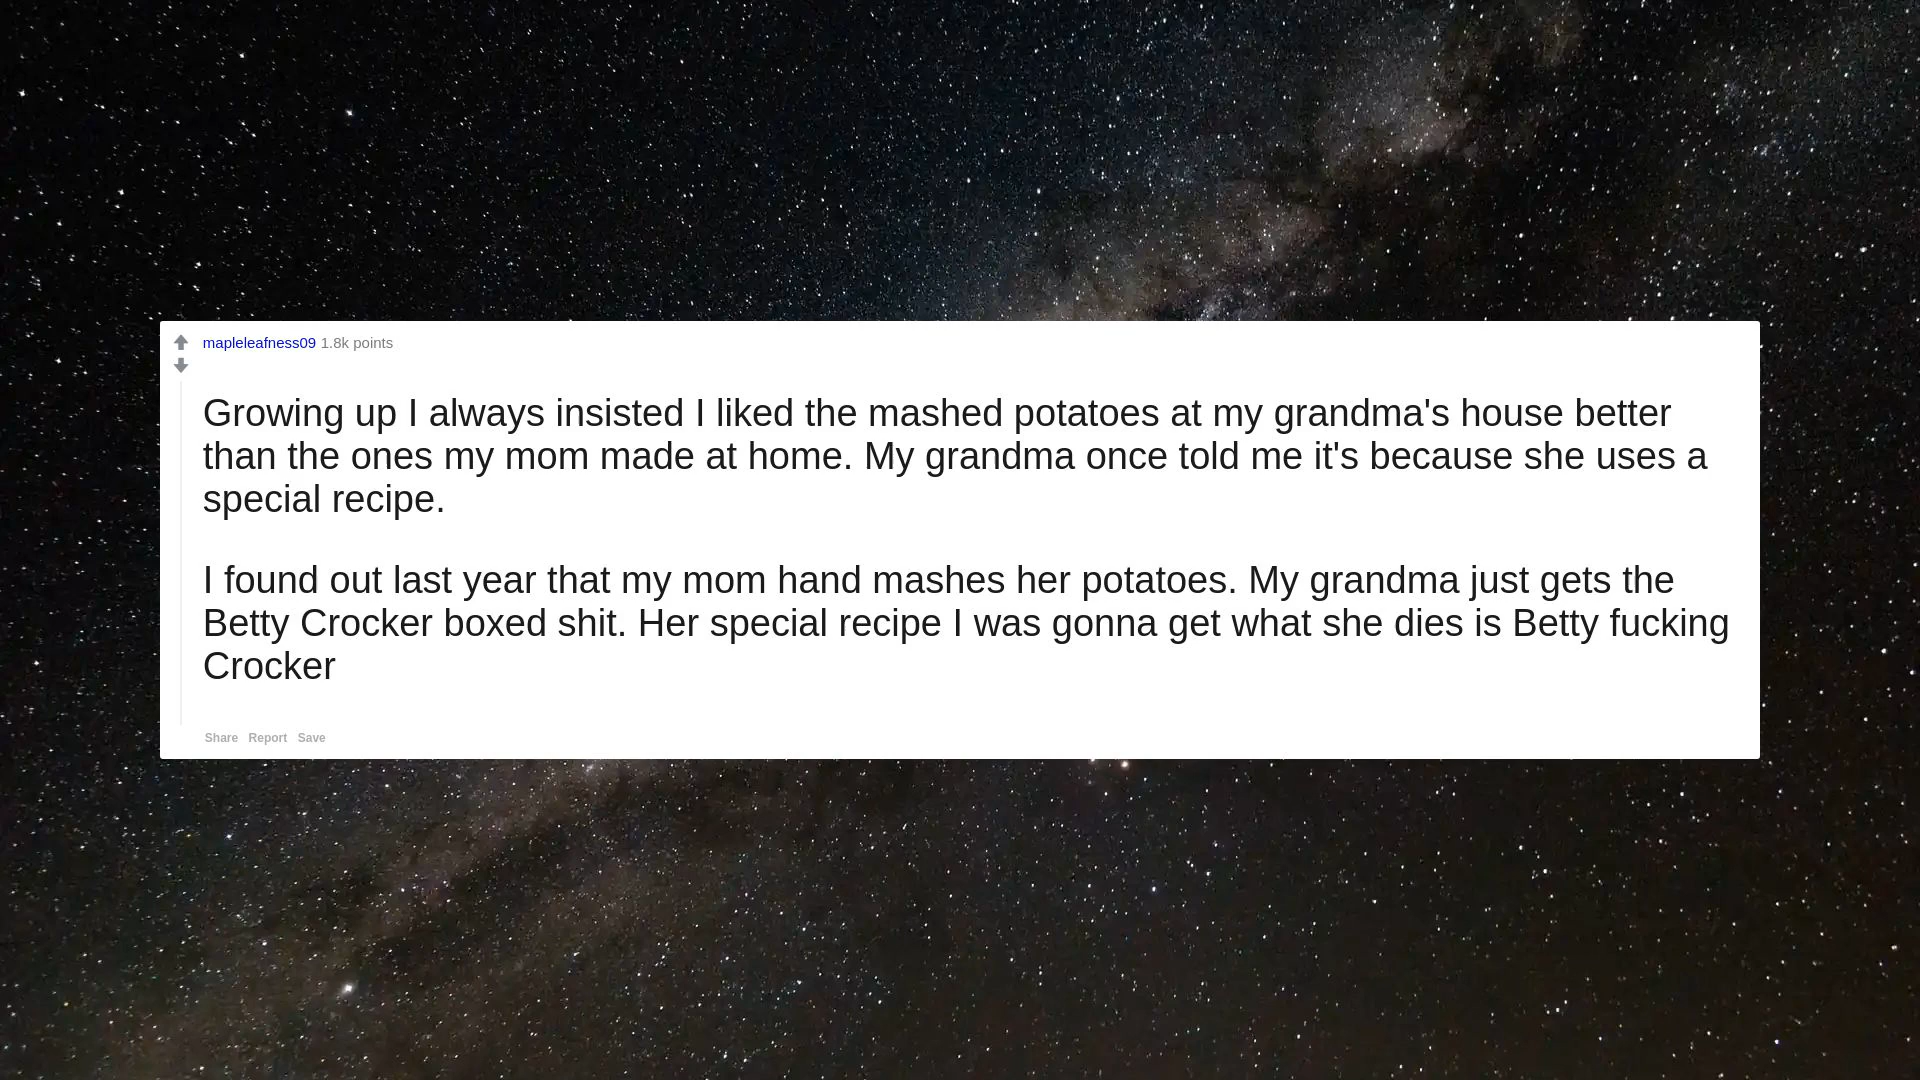 mapleleafness09 1.8k points
Growing up I always insisted I liked the mashed potatoes at my grandma's house better
than the ones my mom made at home. My grandma once told me it's because she uses a
special recipe.
I found out last year that my mom hand mashes her potatoes. My grandma just gets the
Betty Crocker boxed shit. Her special recipe I was gonna get what she dies is Betty fucking
Crocker
Share Report Save